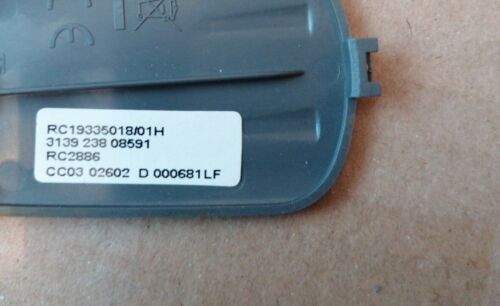 RC19335018/01H
3139 238 08591
RC2886
CC03 02602 D 000681LF